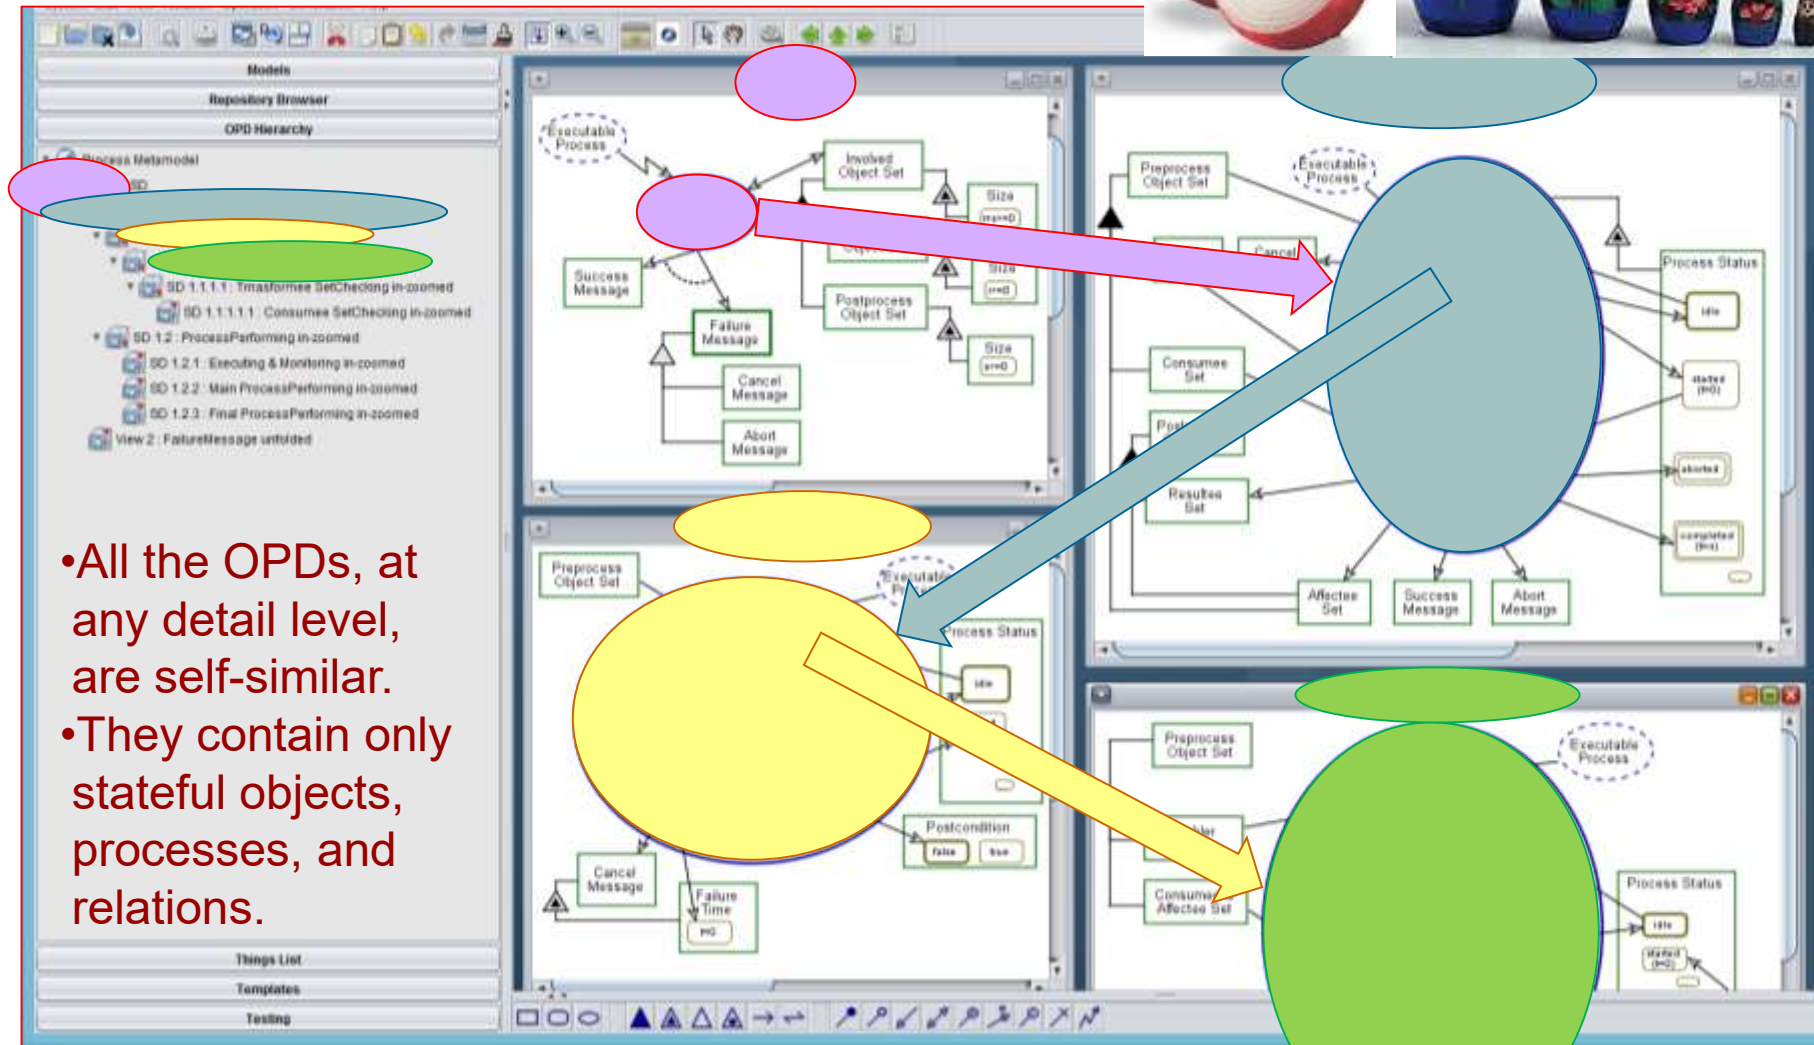 Models
Repository Browser
OPD Hierarchy
Process Metamodel
SD
SD 1.1.1.1 : Trnasformee SetChecking in-zoomed
SD 1.1.1.1.1 : Consumee SetChecking in-zoomed
SD 1.2 : ProcessPerforming in-zoomed
SD 1.2.1 : Executing & Monitoring in-zoomed
SD 1.2.2 : Main ProcessPerforming in-zoomed
SD 1.2.3 : Final ProcessPerforming in-zoomed
View 2 : FailureMessage unfolded
•All the OPDs, at
any detail level,
are self-similar.
•They contain only
stateful objects,
processes, and
relations.
Things List
Templates
Testing
Executable
Process
Involved
Object Set
Size
Success
Message
Size
Postprocess
Object Set
Failure
Message
Size
Cancel
Message
Abort
Message
Preprocess
Object Set
Executable
Process
Cancel
Process Status
idle
Consumee
Set
started
Resultee
Set
aborted
completed
Affectee
Set
Success
Message
Abort
Message
Preprocess
Object Set
Process Status
idle
Postcondition
false
true
Cancel
Message
Failure
Time
Preprocess
Object Set
Executable
Process
Affectee Set
Process Status
idle
started